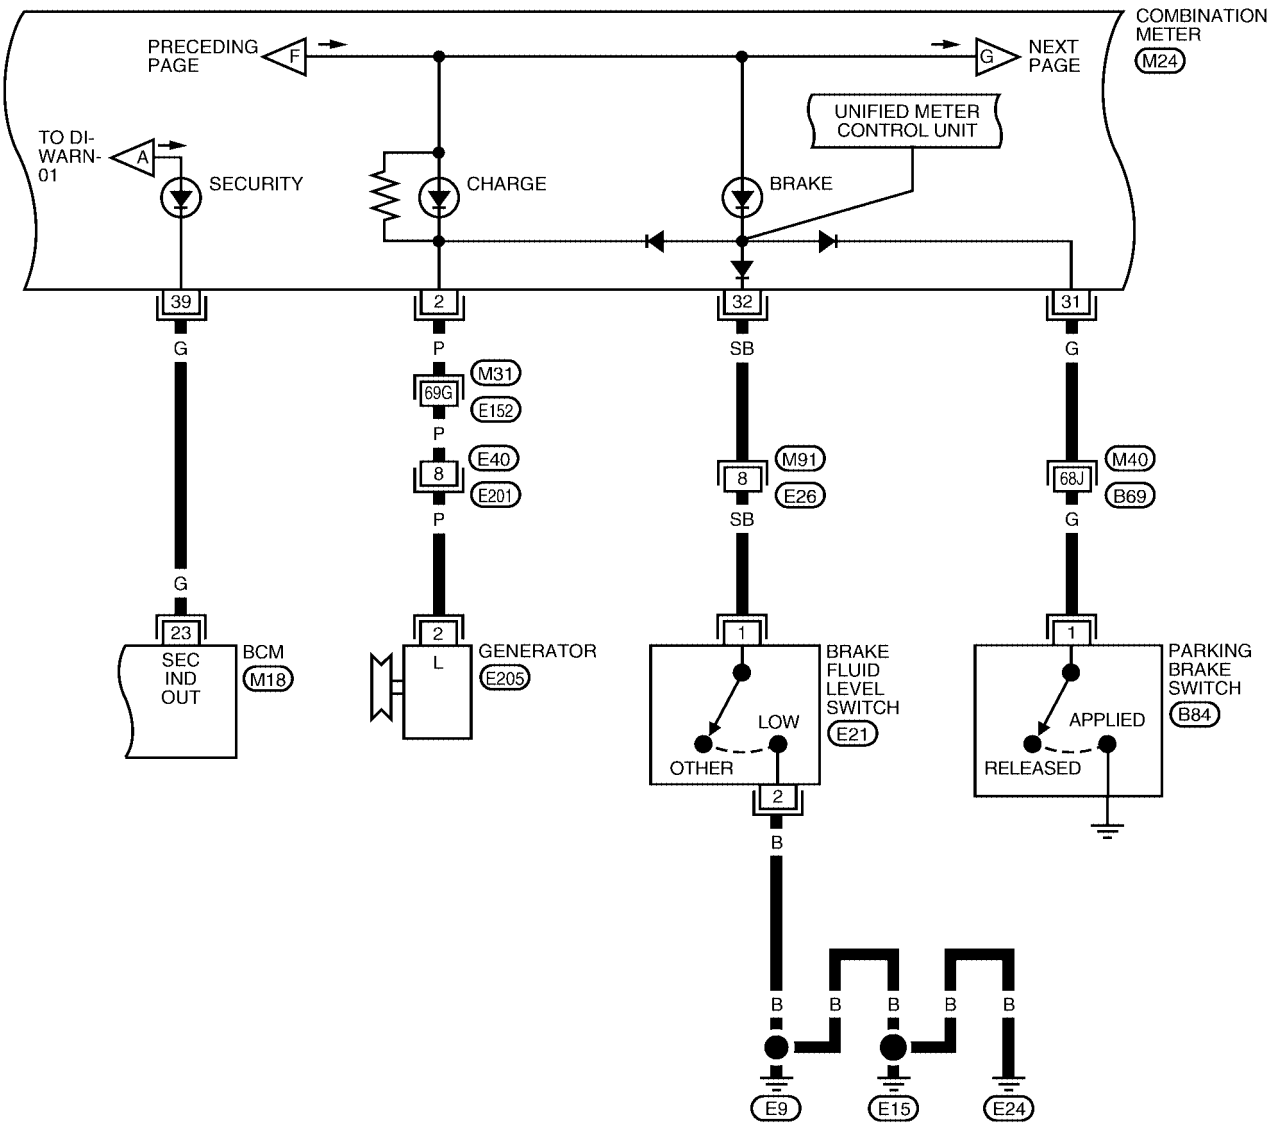 COMBINATION
METER
M24
PRECEDING
PAGE
F
G
NEXT
PAGE
UNIFIED METER
CONTROL UNIT
TO DI-
WARN-
01
A
SECURITY
CHARGE
BRAKE
39
2
32
31
G
P
SB
G
M31
69G
E152
P
E40
8
E201
M91
8
E26
M40
68J
B69
P
SB
G
G
23
2
1
1
SEC
IND
OUT
BCM
M18
L
GENERATOR
E205
BRAKE
FLUID
LEVEL
SWITCH
E21
LOW
OTHER
PARKING
BRAKE
SWITCH
B84
APPLIED
RELEASED
2
B
B
B
B
B
B
E9
E15
E24